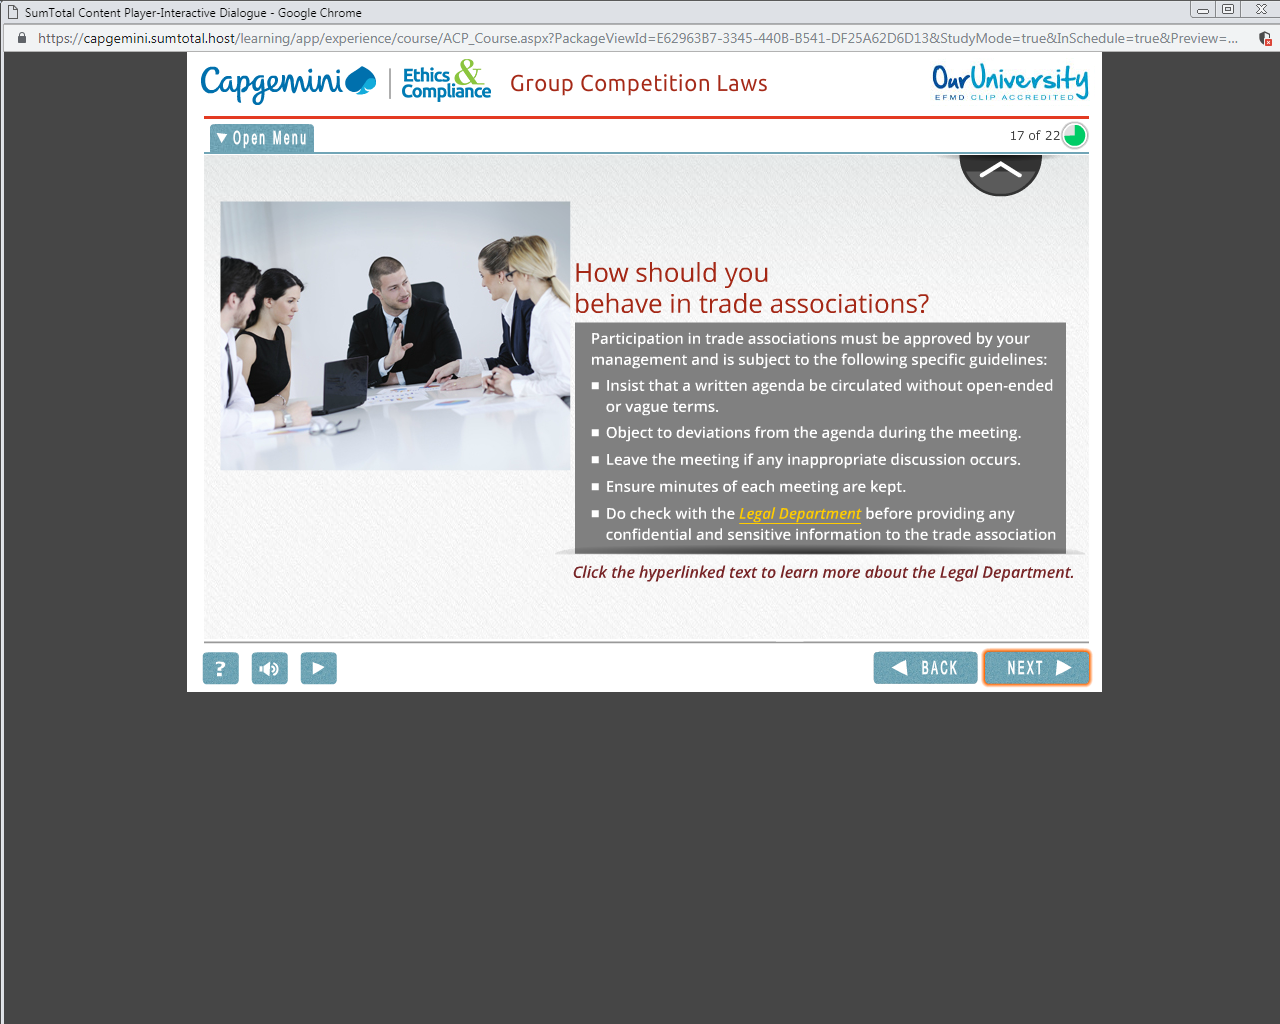 SumTotal Content Player-Interactive Dialogue - Google Chrome
https://capgemini.sumtotal.host/learning/app/experience/course/ACP_Course.aspx?PackageViewId=E62963B7-3345-440B-B541-DF25A62D6D13&StudyMode=true&InSchedule=true&Preview=...
Capgemini
Ethics &
Compliance
Group Competition Laws
OurUniversity
EFMD CLIP ACCREDITED
Open Menu
17 of 22
How should you
behave in trade associations?
Participation in trade associations must be approved by your
management and is subject to the following specific guidelines:
Insist that a written agenda be circulated without open-ended
or vague terms.
Object to deviations from the agenda during the meeting.
Leave the meeting if any inappropriate discussion occurs.
Ensure minutes of each meeting are kept.
Do check with the Legal Department before providing any
confidential and sensitive information to the trade association
Click the hyperlinked text to learn more about the Legal Department.
?
BACK
NEXT